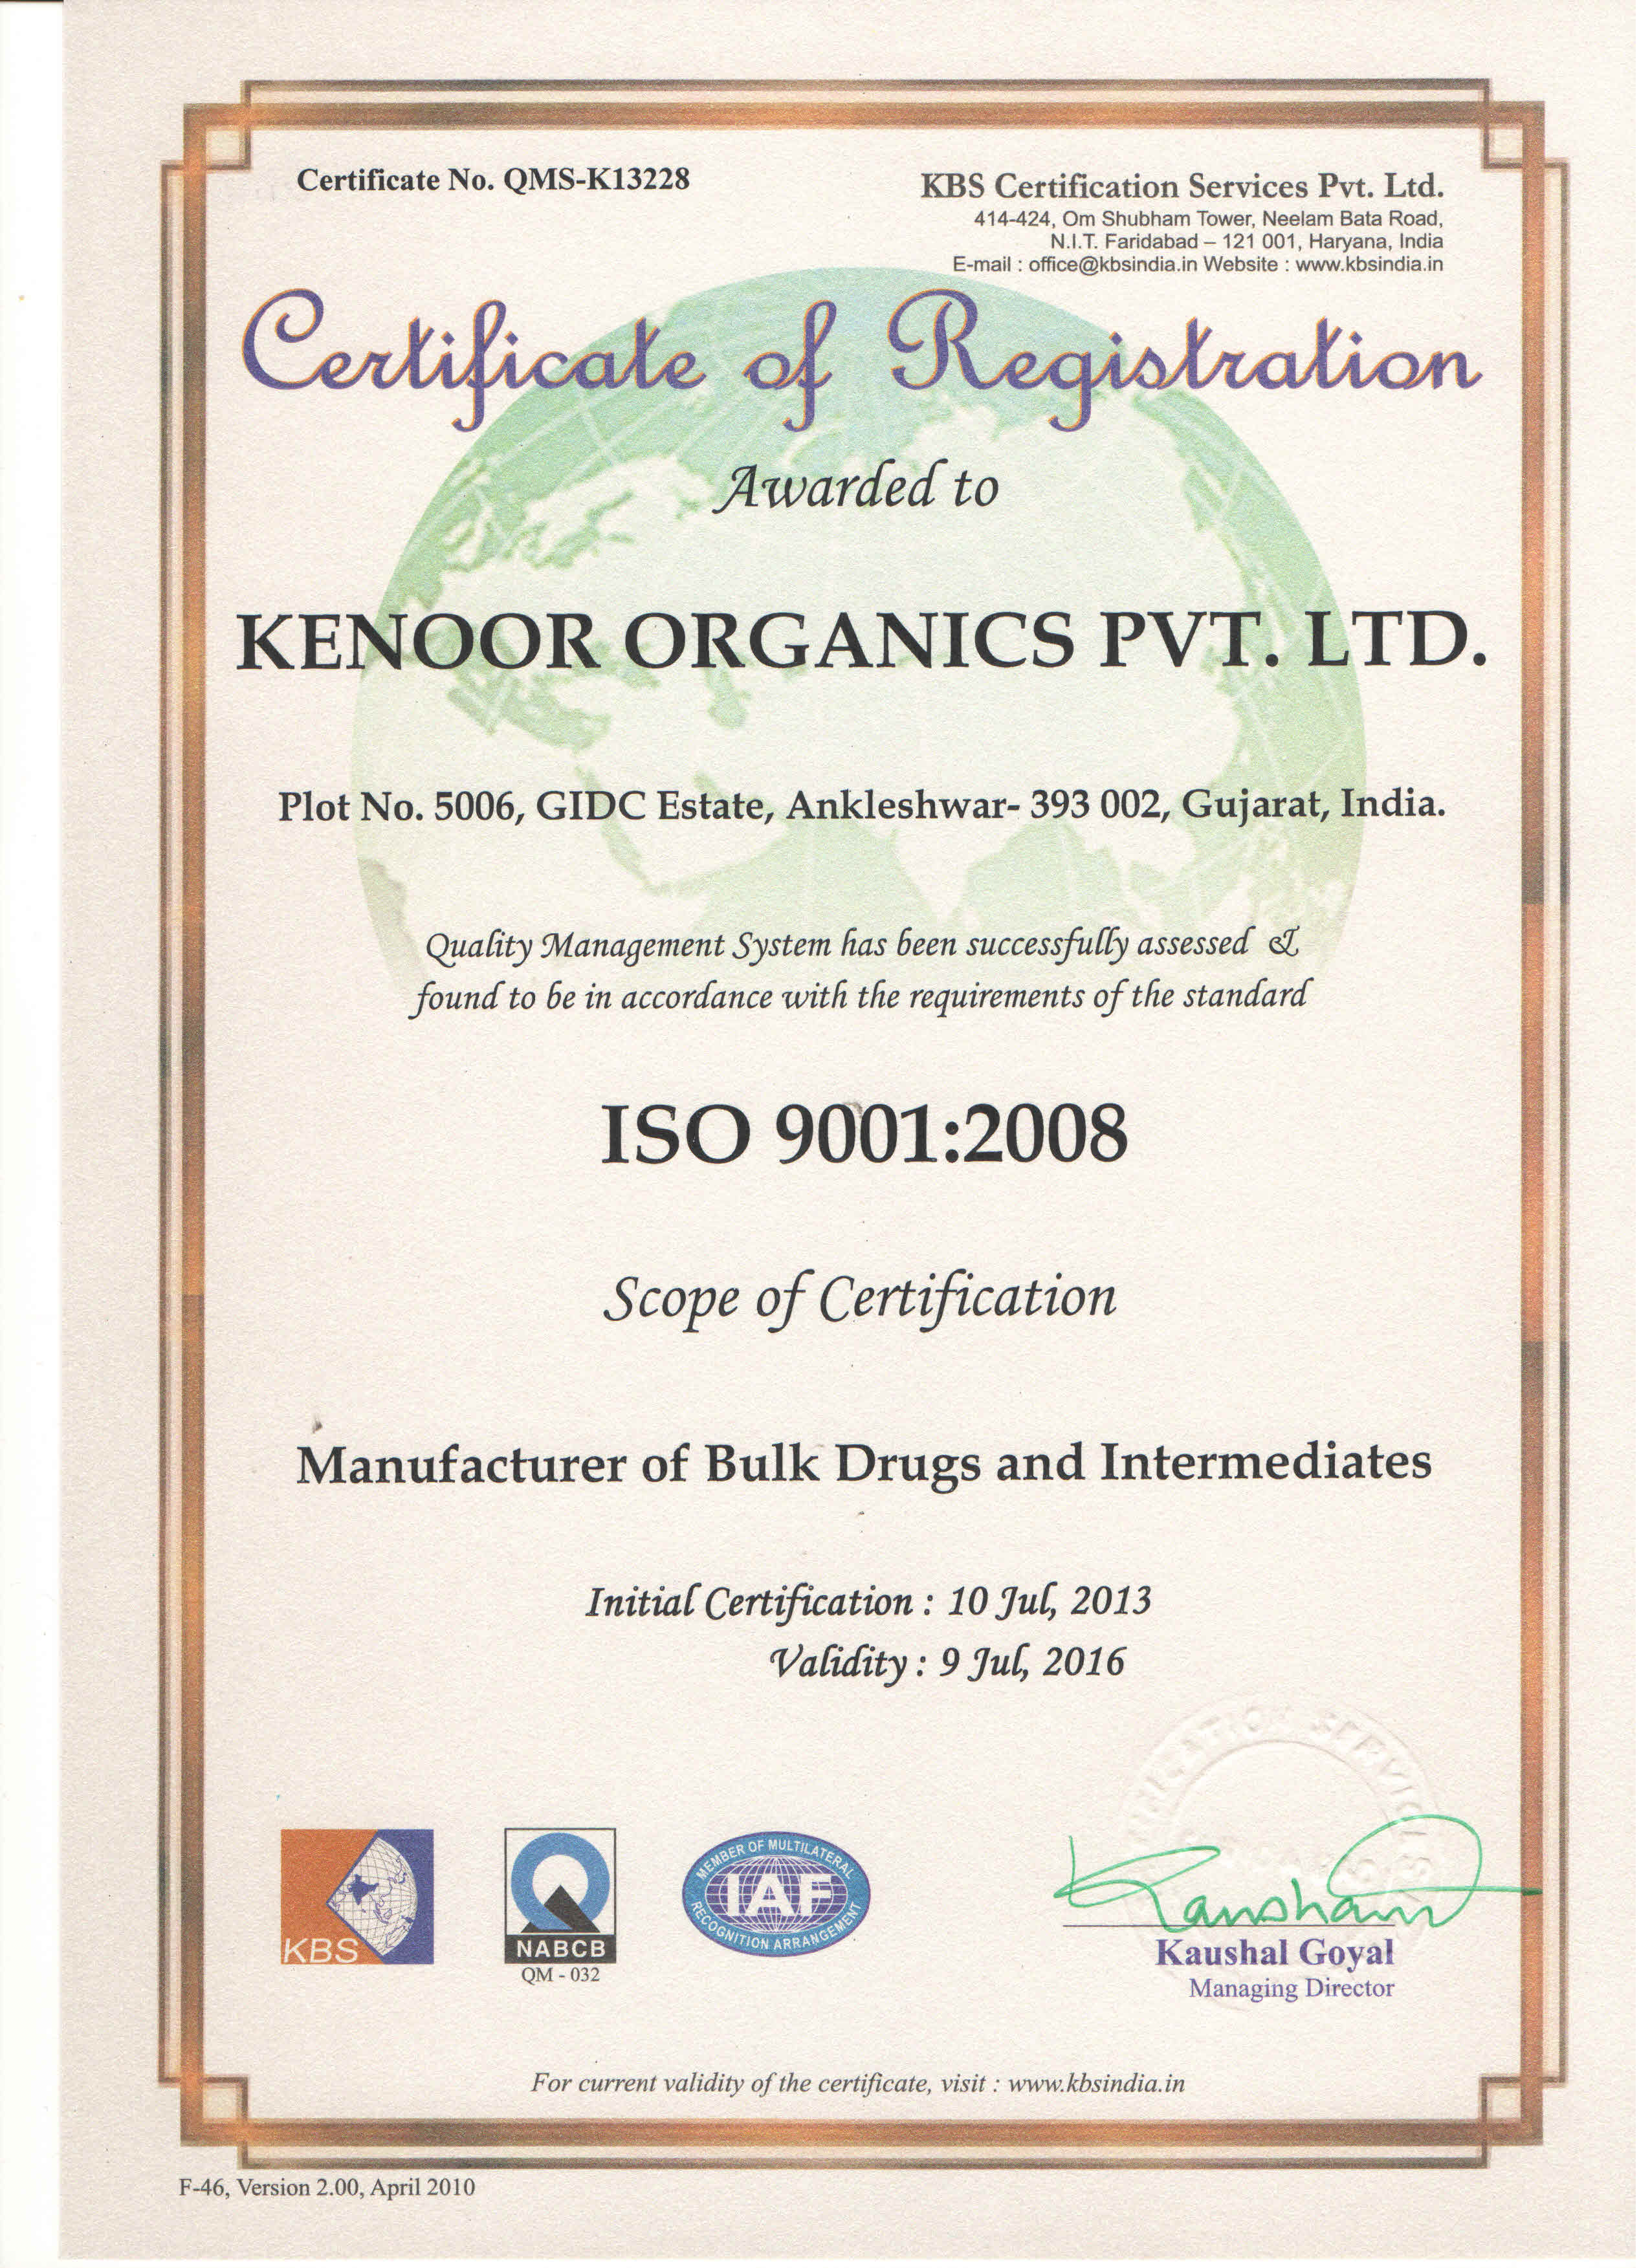 Certificate No. QMS-K13228
KBS Certification Services Pvt. Ltd.
414-424, Om Shubham Tower, Neelam Bata Road,
N.I.T. Faridabad – 121 001, Haryana, India
E-mail : office@kbsindia.in Website : www.kbsindia.in
Certificate of Registration
Awarded to
KENOOR ORGANICS PVT. LTD.
Plot No. 5006, GIDC Estate, Ankleshwar- 393 002, Gujarat, India.
Quality Management System has been successfully assessed &
found to be in accordance with the requirements of the standard
ISO 9001:2008
Scope of Certification
Manufacturer of Bulk Drugs and Intermediates
Initial Certification : 10 Jul, 2013
Validity : 9 Jul, 2016
KBS
NABCB
QM - 032
MEMBER OF MULTILATERAL
IAF
RECOGNITION ARRANGEMENT
Kaushal Goyal
Managing Director
For current validity of the certificate, visit : www.kbsindia.in
F-46, Version 2.00, April 2010